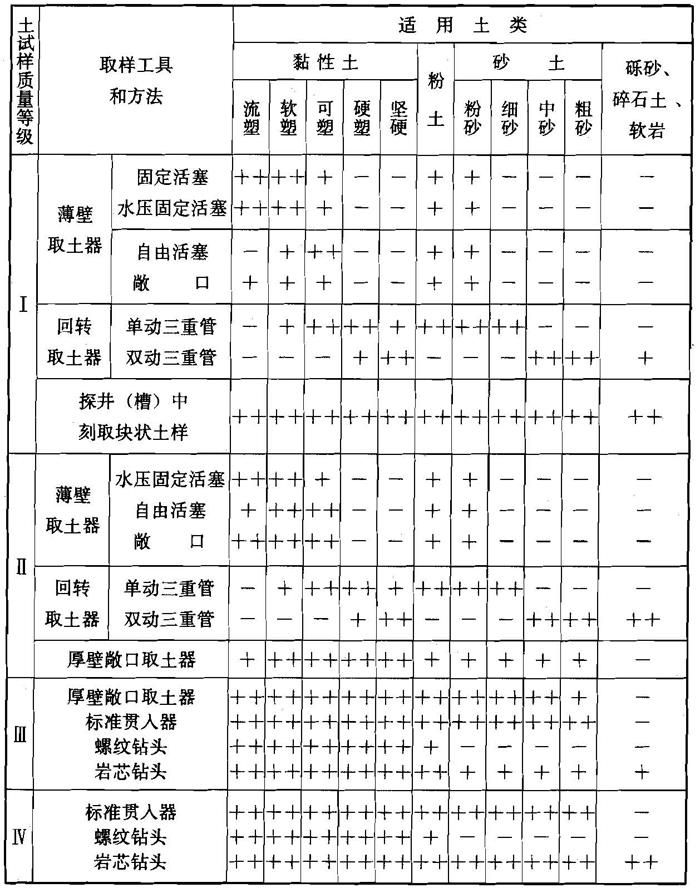 土试样质量等级 取样工具和方法 适用土类
黏性土 粉土 砂土 砾砂、碎石土、软岩
流塑 软塑 可塑 硬塑 坚硬 粉砂 细砂 中砂 粗砂
Ⅰ 薄壁取土器 固定活塞 ++ ++ + － － + + － － － －
水压固定活塞 ++ ++ + － － + + － － － －
自由活塞 － + ++ － － + + － － － －
敞口 + + + － － + + － － － －
回转取土器 单动三重管 － + ++ ++ + ++ ++ ++ － － －
双动三重管 － － － + ++ － － － ++ ++ +
探井（槽）中刻取块状土样 ++ ++ ++ ++ ++ ++ ++ ++ ++ ++ ++
Ⅱ 薄壁取土器 水压固定活塞 ++ ++ + － － + + － － － －
自由活塞 + ++ ++ － － + + － － － －
敞口 ++ ++ ++ － － + + － － － －
回转取土器 单动三重管 － + ++ ++ + ++ ++ ++ － － －
双动三重管 － － － + ++ － － － ++ ++ ++
厚壁敞口取土器 + ++ ++ ++ ++ + + + + + －
Ⅲ 厚壁敞口取土器 ++ ++ ++ ++ ++ ++ ++ ++ ++ + －
标准贯入器 ++ ++ ++ ++ ++ ++ ++ ++ ++ ++ －
螺纹钻头 ++ ++ ++ ++ ++ + － － － － －
岩芯钻头 ++ ++ ++ ++ ++ ++ + + + + +
Ⅳ 标准贯入器 ++ ++ ++ ++ ++ ++ ++ ++ ++ ++ －
螺纹钻头 ++ ++ ++ ++ ++ + － － － － －
岩芯钻头 ++ ++ ++ ++ ++ ++ ++ ++ ++ ++ ++